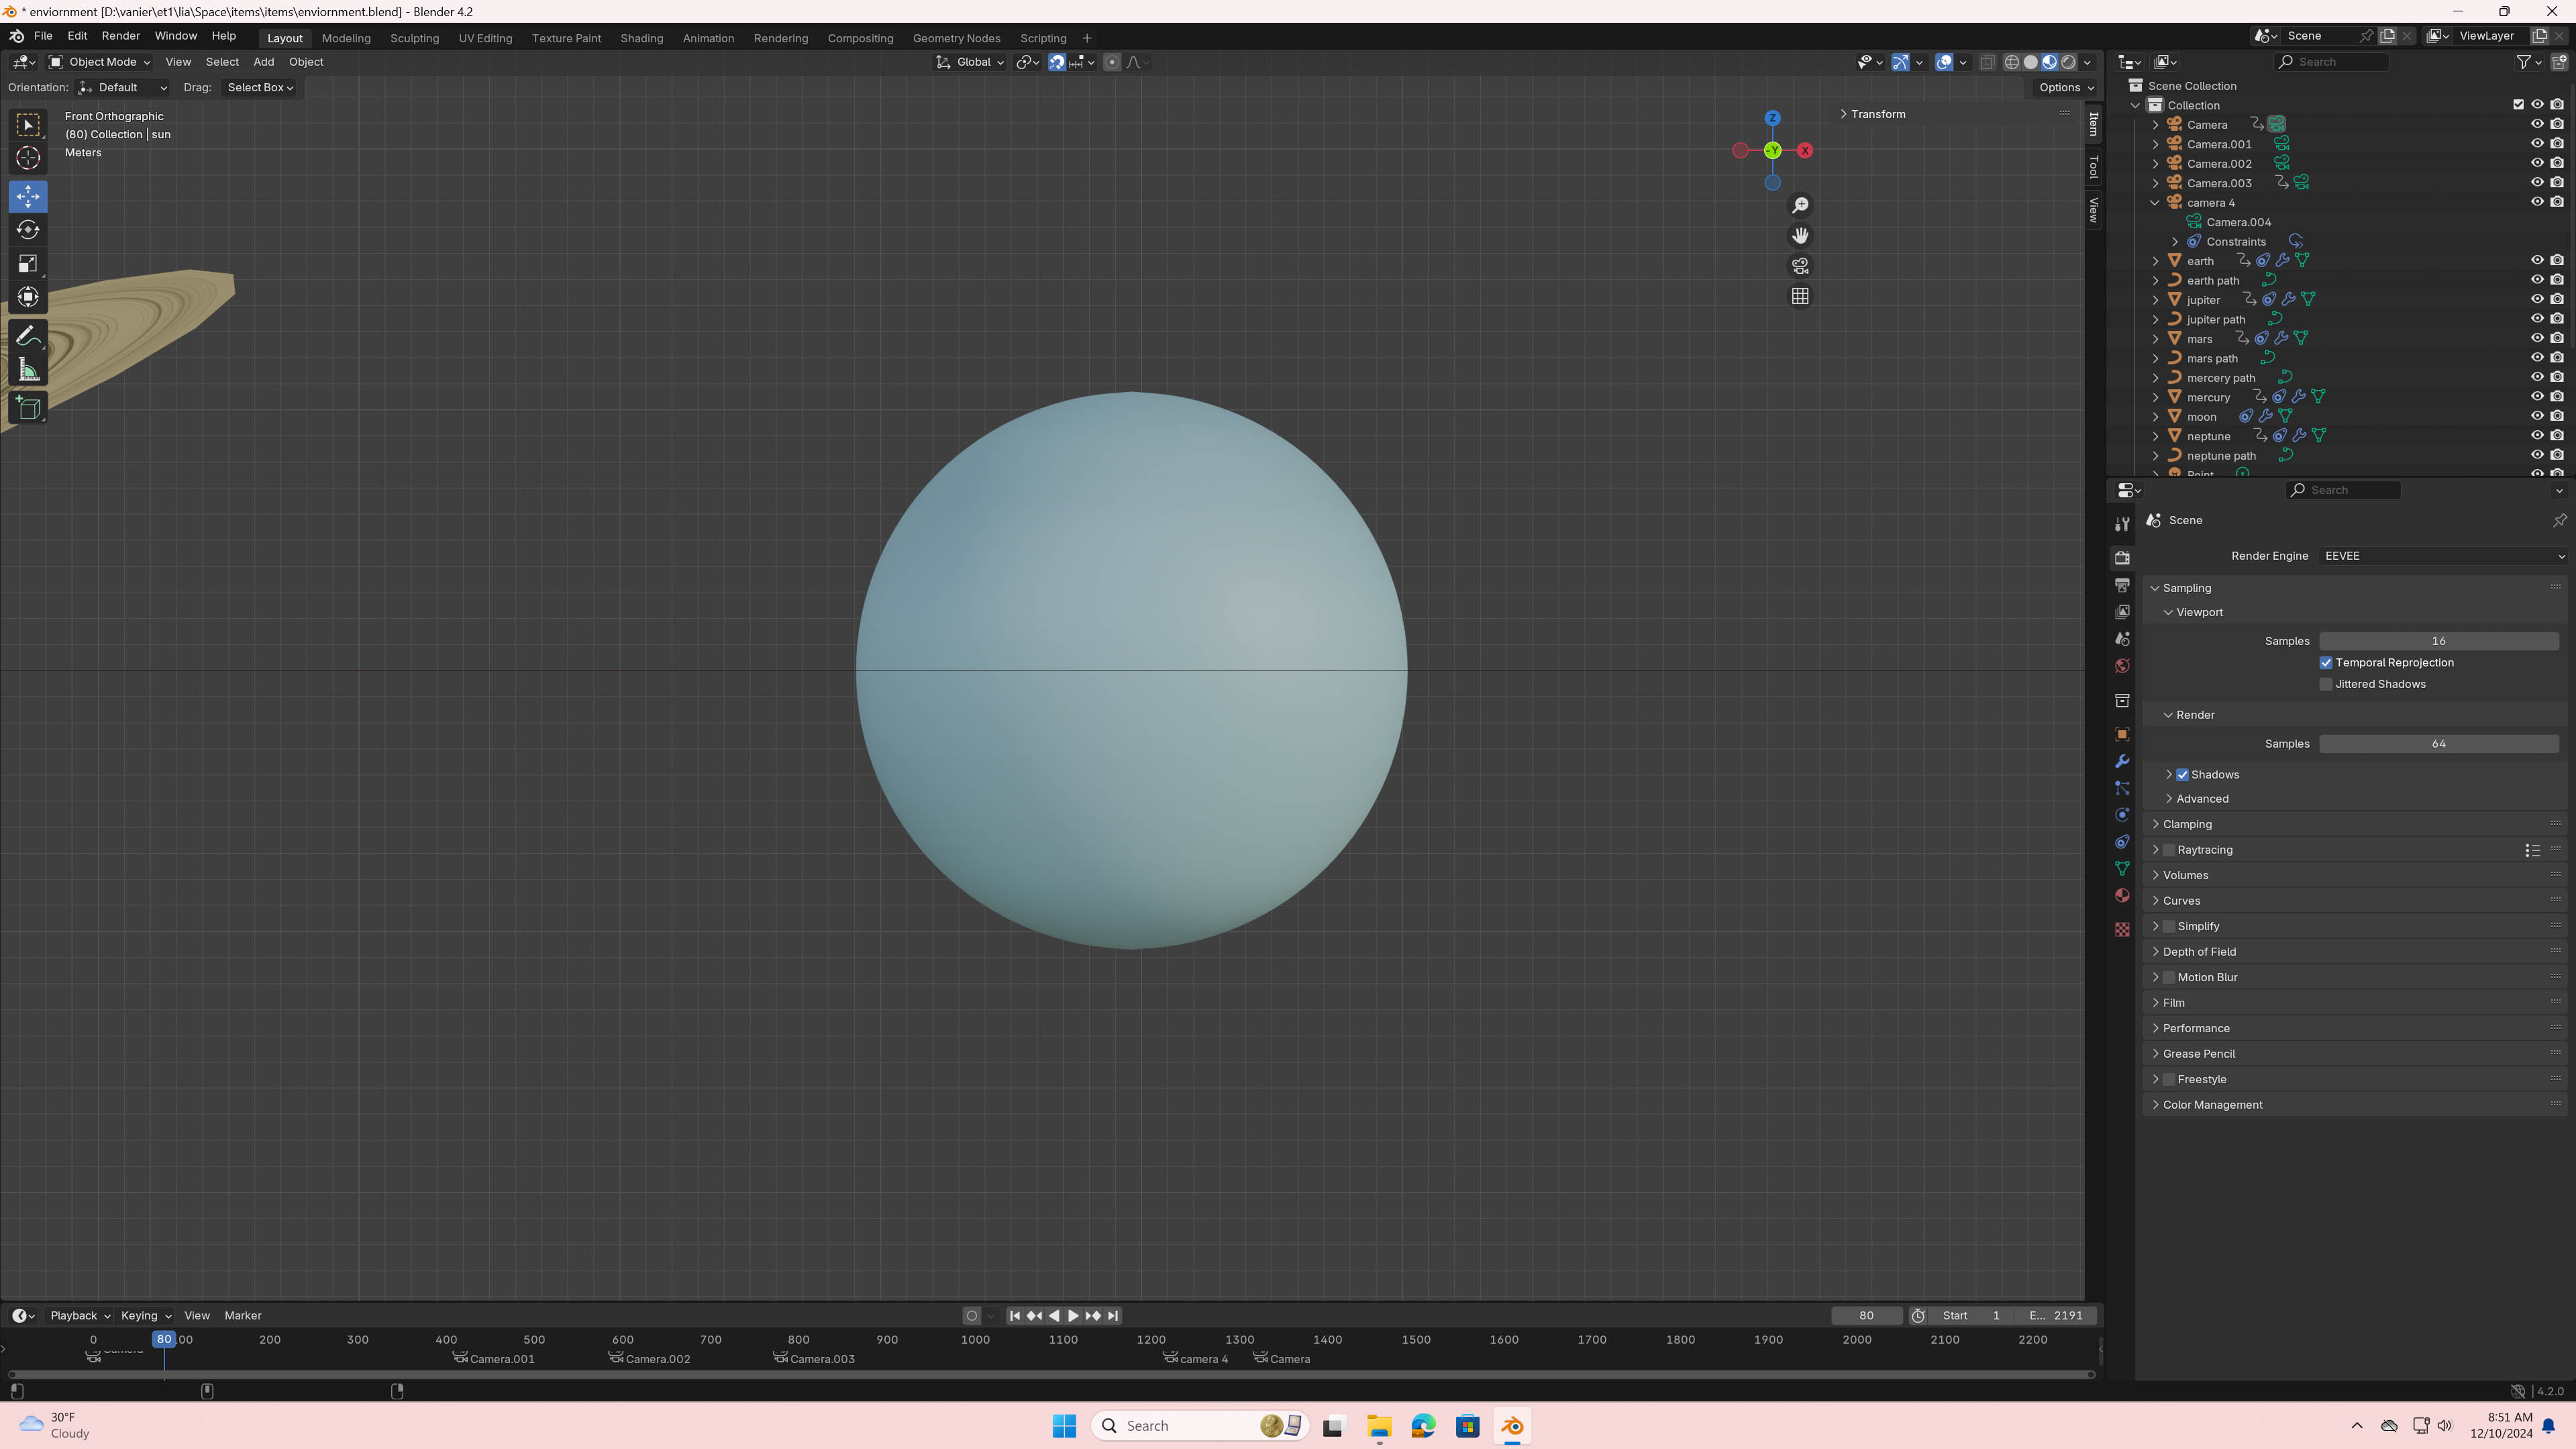 * enviornment [D:\vanier\et1\lia\Space\items\items\enviornment.blend] - Blender 4.2
File Edit Render Window Help Layout Modeling Sculpting UV Editing Texture Paint Shading Animation Rendering Compositing Geometry Nodes Scripting + Scene ViewLayer
Object Mode View Select Add Object Global Search
Orientation: Default Drag: Select Box Options
Front Orthographic
(80) Collection | sun
Meters
Z
-Y X
Transform
Item
Tool
View
Scene Collection
Collection
Camera
Camera.001
Camera.002
Camera.003
camera 4
Camera.004
Constraints
earth
earth path
jupiter
jupiter path
mars
mars path
mercery path
mercury
moon
neptune
neptune path
Point
Search
Scene
Render Engine EEVEE
Sampling
Viewport
Samples 16
Temporal Reprojection
Jittered Shadows
Render
Samples 64
Shadows
Advanced
Clamping
Raytracing
Volumes
Curves
Simplify
Depth of Field
Motion Blur
Film
Performance
Grease Pencil
Freestyle
Color Management
Playback Keying View Marker 80 Start 1 E... 2191
0 80 00 200 300 400 500 600 700 800 900 1000 1100 1200 1300 1400 1500 1600 1700 1800 1900 2000 2100 2200
Camera Camera.001 Camera.002 Camera.003 camera 4 Camera
4.2.0
30°F
Cloudy
Search
8:51 AM
12/10/2024